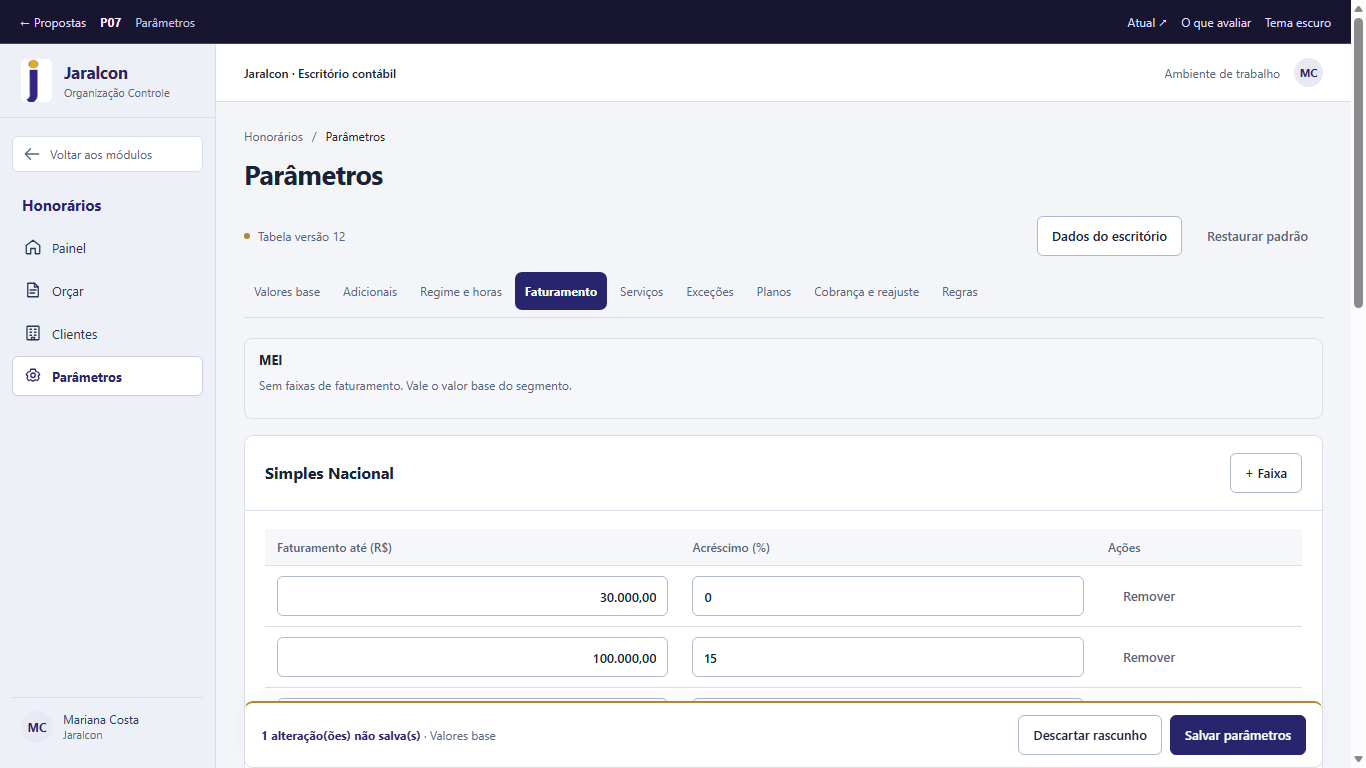 ← Propostas P07 Parâmetros
Atual ↗ O que avaliar Tema escuro
Jaralcon
Organização Controle
Jaralcon · Escritório contábil
Ambiente de trabalho MC
Voltar aos módulos
Honorários
Painel
Orçar
Clientes
Parâmetros
Honorários / Parâmetros
Parâmetros
Tabela versão 12
Dados do escritório Restaurar padrão
Valores base Adicionais Regime e horas Faturamento Serviços Exceções Planos Cobrança e reajuste Regras
MEI
Sem faixas de faturamento. Vale o valor base do segmento.
Simples Nacional
+ Faixa
Faturamento até (R$) Acréscimo (%) Ações
30.000,00 0 Remover
100.000,00 15 Remover
1 alteração(ões) não salva(s) · Valores base
Descartar rascunho Salvar parâmetros
MC
Mariana Costa
Jaralcon